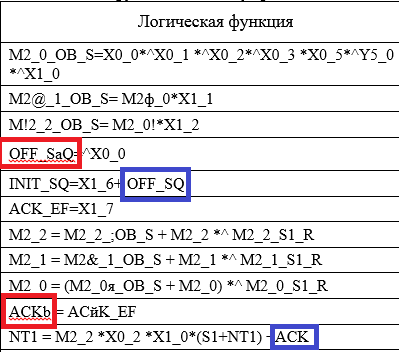 Логическая функция
M2_0_OB_S=X0_0*^X0_1 *^X0_2*^X0_3 *X0_5*^Y5_0
*^X1_0
M2@_1_OB_S= M2ф_0*X1_1
M!2_2_OB_S= M2_0!*X1_2
OFF_SaQ=^X0_0
INIT_SQ=X1_6+ OFF_SQ
ACK_EF=X1_7
M2_2 = M2_2_;OB_S + M2_2 *^ M2_2_S1_R
M2_1 = M2&_1_OB_S + M2_1 *^ M2_1_S1_R
M2_0 = (M2_0я_OB_S + M2_0) *^ M2_0_S1_R
ACKb = ACйK_EF
NT1 = M2_2 *X0_2 *X1_0*(S1+NT1) - ACK